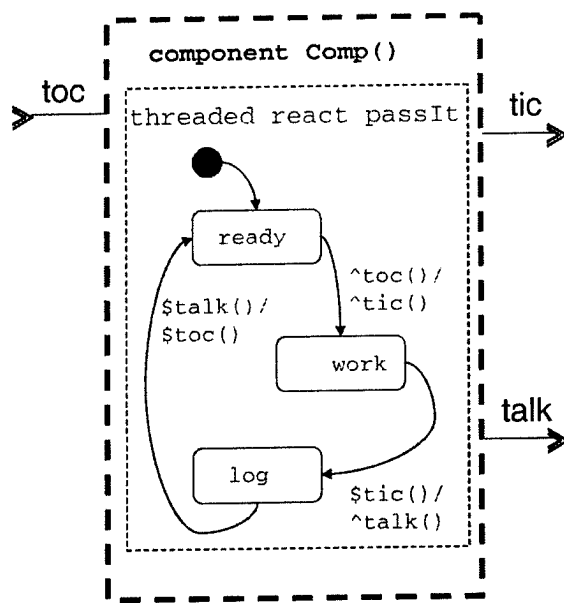 component Comp()
toc
threaded react passIt
tic
ready
^toc()/
^tic()
$talk()/
$toc()
work
talk
log
$tic()/
^talk()